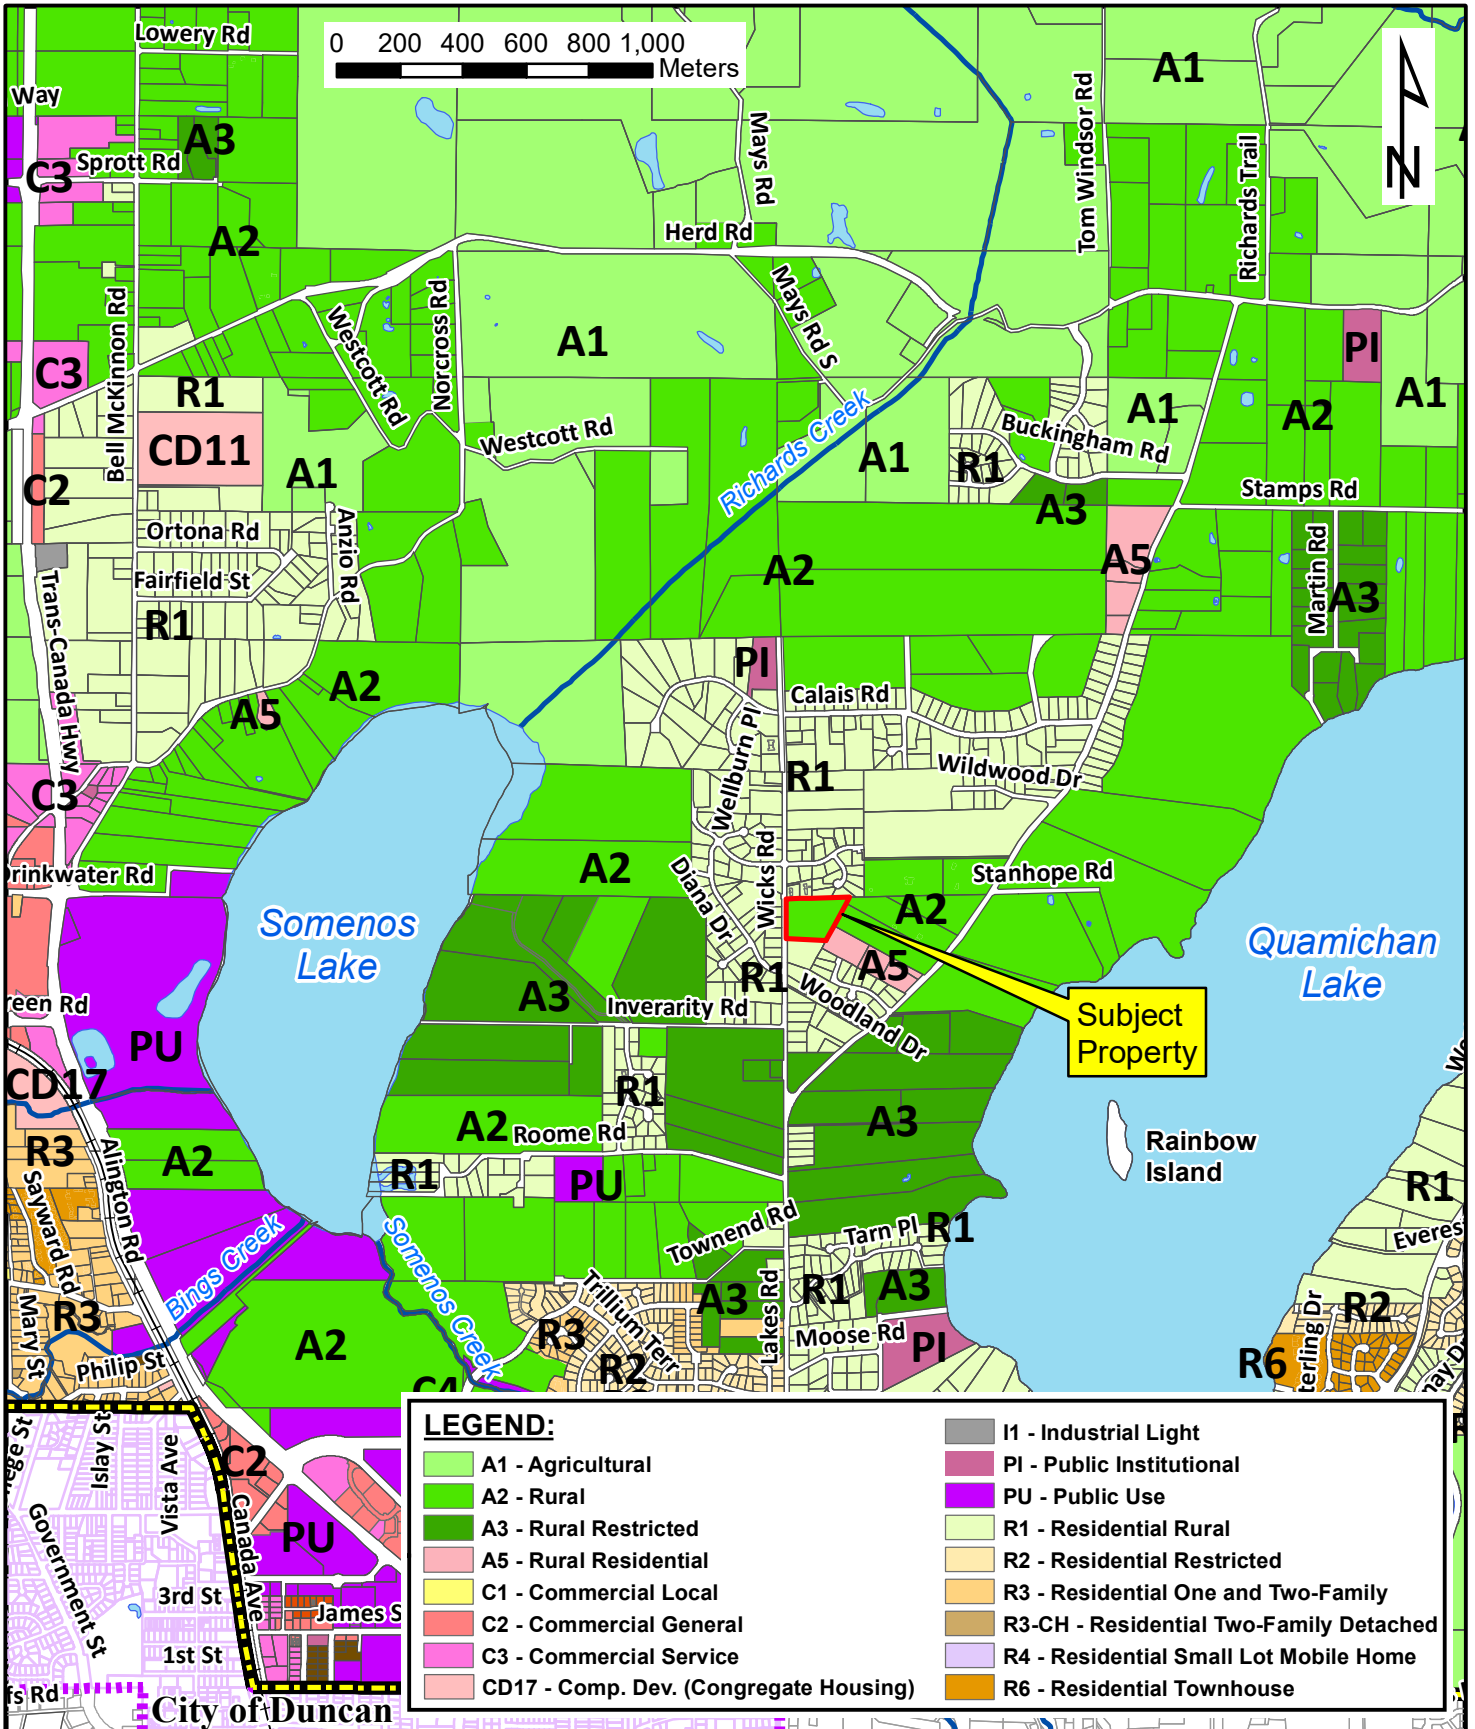 Lowery Rd
0 200 400 600 800 1,000
Meters
A1
Way
Mays Rd
Tom Windsor Rd
Richards Trail
N
A3
Sprott Rd
C3
Herd Rd
A2
Bell McKinnon Rd
Westcott Rd
Norcross Rd
Mays Rd S
A1
PI
C3
R1
A1
A2
A1
Richards Creek
Buckingham Rd
CD11
Westcott Rd
A1
A1
R1
C2
Stamps Rd
A3
Ortona Rd
Anzio Rd
Martin Rd
A5
Fairfield St
A2
A3
Trans-Canada Hwy
R1
PI
A2
Calais Rd
A5
Wellburn Pl
Wildwood Dr
R1
C3
A2
Stanhope Rd
Drinkwater Rd
Diana Dr
Wicks Rd
A2
Somenos
Lake
Quamichan
Lake
A5
R1
A3
Inverarity Rd
Woodland Dr
Subject
Property
PU
CD17
R1
A3
A2
Roome Rd
Rainbow
Island
R3
Alington Rd
A2
R1
PU
R1
Sayward Rd
Bings Creek
Somenos Creek
Townend Rd
Tarn Pl
R1
Trillium Terr
R1
A3
A3
R2
R3
Mary St
R3
Lakes Rd
Moose Rd
PI
A2
Philip St
R2
R6
C4
LEGEND:
A1 - Agricultural
A2 - Rural
A3 - Rural Restricted
A5 - Rural Residential
C1 - Commercial Local
C2 - Commercial General
C3 - Commercial Service
CD17 - Comp. Dev. (Congregate Housing)
I1 - Industrial Light
PI - Public Institutional
PU - Public Use
R1 - Residential Rural
R2 - Residential Restricted
R3 - Residential One and Two-Family
R3-CH - Residential Two-Family Detached
R4 - Residential Small Lot Mobile Home
R6 - Residential Townhouse
Islay St
Vista Ave
C2
Canada Ave
Government St
PU
3rd St
James S
1st St
City of Duncan